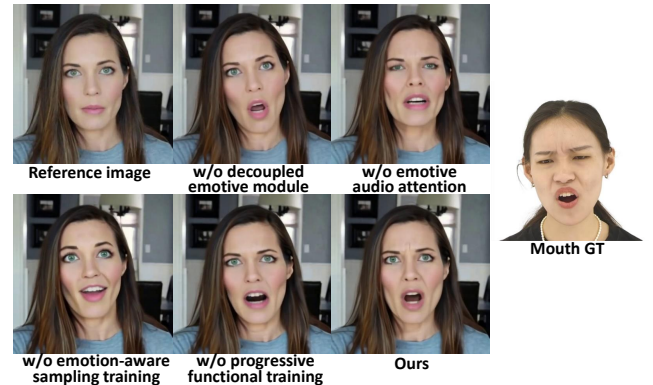 Reference image
w/o decoupled
emotive module
w/o emotive
audio attention
Mouth GT
w/o emotion-aware
sampling training
w/o progressive
functional training
Ours